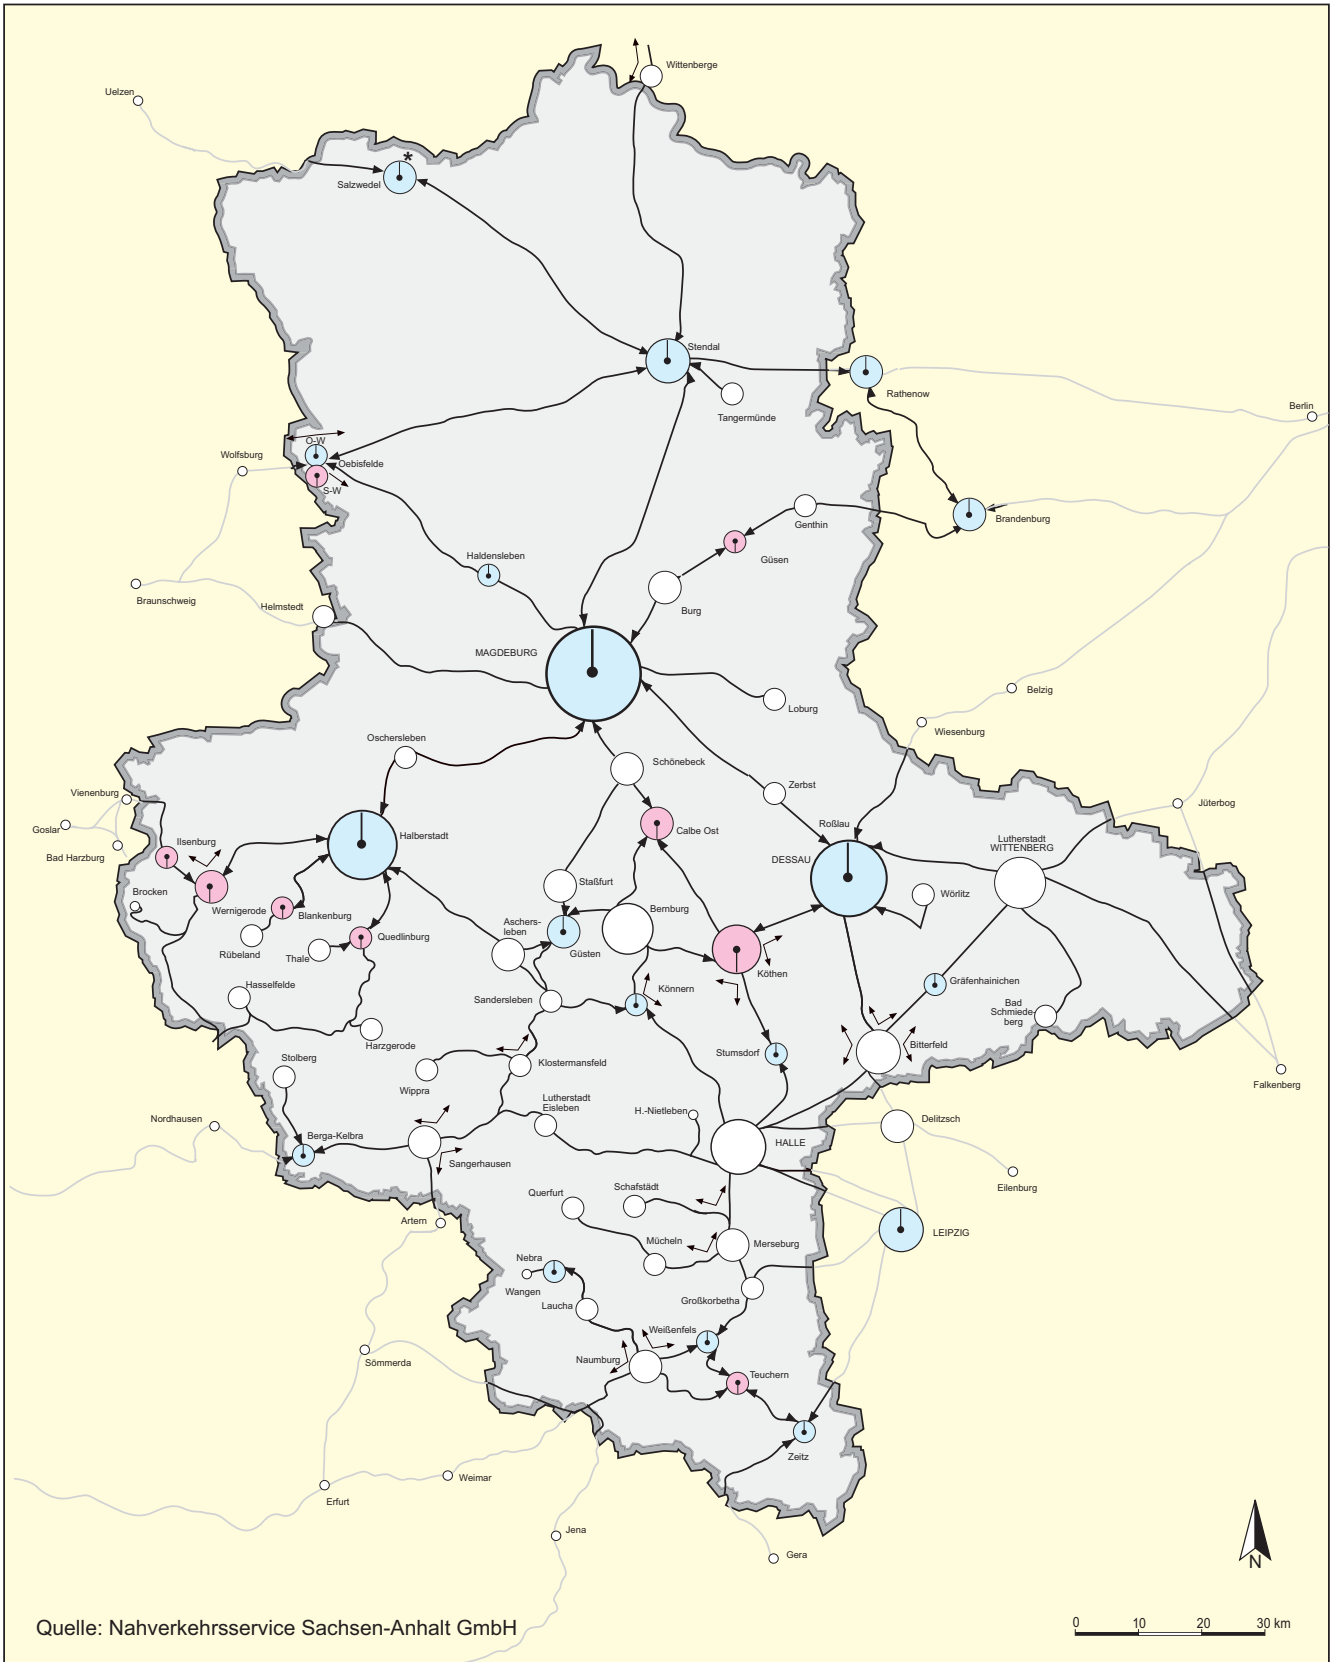 Wittenberge
Uelzen
*
Salzwedel
Stendal
Rathenow
Tangermünde
Berlin
O-W
Wolfsburg
Oebisfelde
S-W
Genthin
Brandenburg
Güsen
Haldensleben
Braunschweig
Helmstedt
Burg
MAGDEBURG
Belzig
Loburg
Wiesenburg
Oschersleben
Schönebeck
Zerbst
Vienenburg
Jüterbog
Goslar
Ilsenburg
Halberstadt
Calbe Ost
Roßlau
Lutherstadt
WITTENBERG
Bad Harzburg
DESSAU
Brocken
Staßfurt
Wörlitz
Wernigerode
Blankenburg
Bernburg
Aschers-
leben
Quedlinburg
Rübeland
Thale
Güsten
Köthen
Hasselfelde
Sandersleben
Könnern
Gräfenhainichen
Bad
Schmiede-
berg
Harzgerode
Stolberg
Klostermansfeld
Stumsdorf
Bitterfeld
Wippra
Falkenberg
Lutherstadt
Eisleben
H.-Nietleben
Nordhausen
Delitzsch
Berga-Kelbra
HALLE
Sangerhausen
Eilenburg
Querfurt
Schafstädt
Artern
LEIPZIG
Mücheln
Merseburg
Nebra
Wangen
Laucha
Großkorbetha
Weißenfels
Naumburg
Sömmerda
Teuchern
Zeitz
Weimar
Erfurt
Jena
Gera
N
Quelle: Nahverkehrsservice Sachsen-Anhalt GmbH
0 10 20 30 km